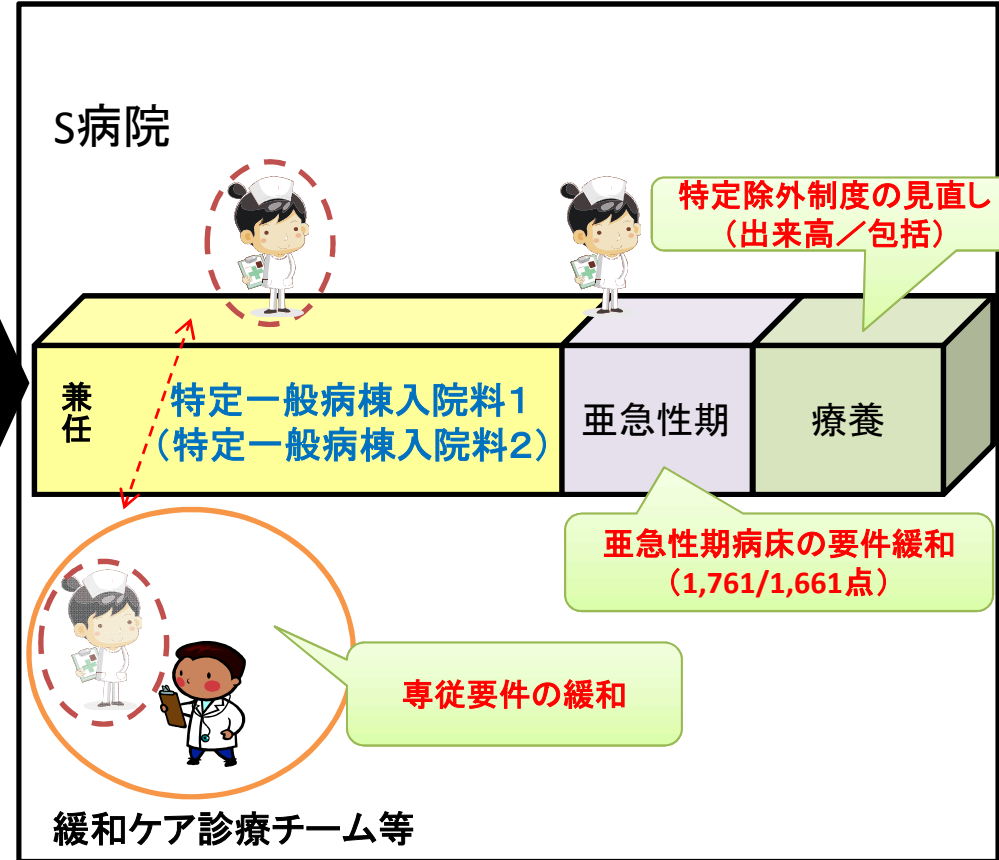 S病院
特定除外制度の見直し
（出来高／包括）
兼任
特定一般病棟入院料1
（特定一般病棟入院料2）
亜急性期
療養
亜急性期病床の要件緩和
（1,761/1,661点）
専従要件の緩和
緩和ケア診療チーム等